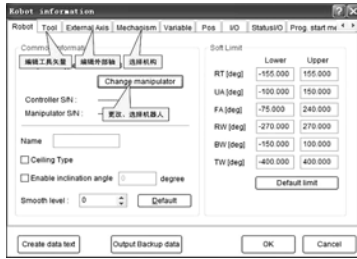 Robot information
Robot Tool External Axis Mechanism Variable Pos I/O Status I/O Prog. start me
编辑工具矢量 编辑外部轴 选择机构
Change manipulator
Controller S/N:
Manipulator S/N:
更改、选择机器人
Name
Ceiling Type
Enable inclination angle 0 degree
Smooth level: 0 Default
Soft Limit
Lower Upper
RT [deg] -155.000 155.000
UA [deg] -100.000 150.000
FA [deg] -75.000 240.000
RW [deg] -270.000 270.000
BW [deg] -150.000 100.000
TW [deg] -400.000 400.000
Default limit
Create data text Output Backup data OK Cancel